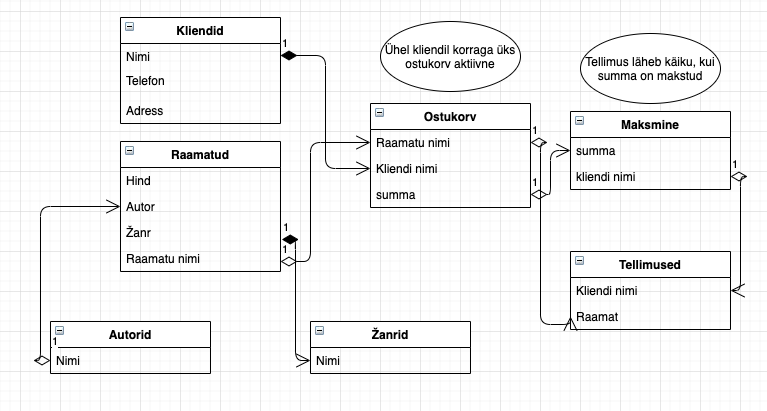 Kliendid
Nimi
Telefon
Adress
1
Ühel kliendil korraga üks
ostukorv aktiivne
Tellimus läheb käiku, kui
summa on makstud
Ostukorv
Raamatu nimi
Kliendi nimi
summa
1
1
Maksmine
summa
kliendi nimi
1
Raamatud
Hind
Autor
Žanr
Raamatu nimi
1
1
Tellimused
Kliendi nimi
Raamat
Autorid
1
Nimi
Žanrid
Nimi